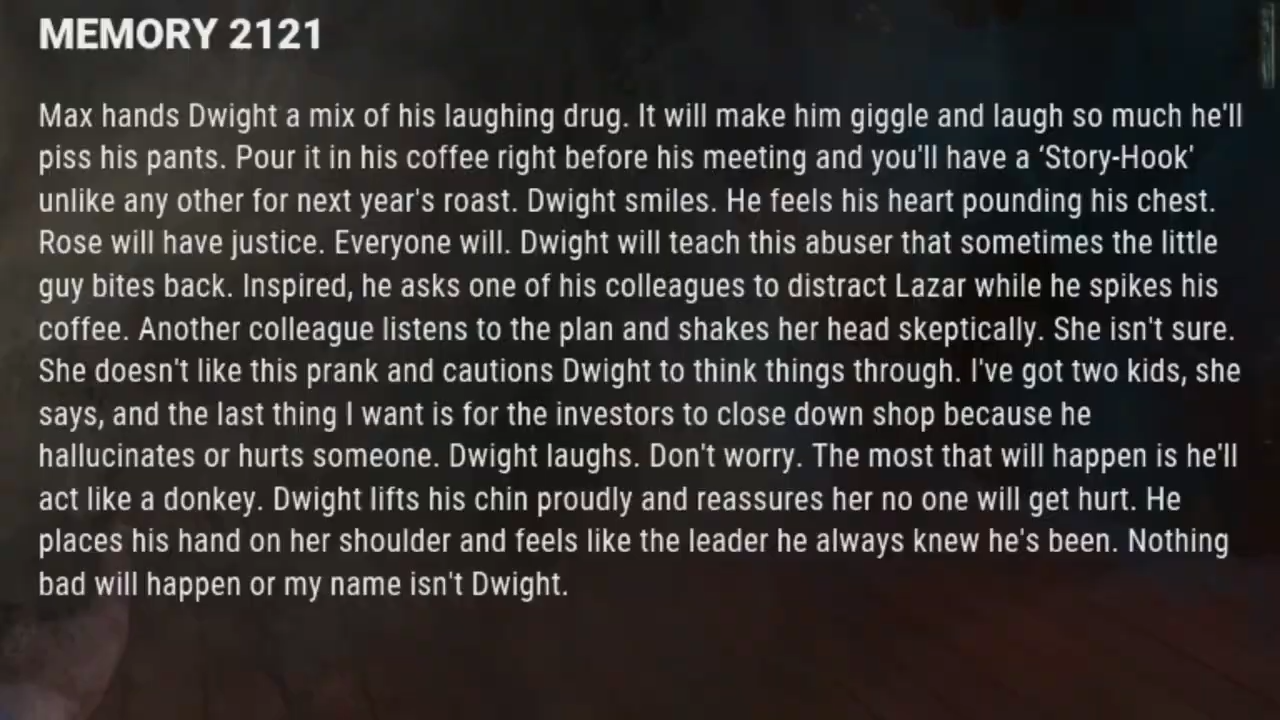 MEMORY 2121
Max hands Dwight a mix of his laughing drug. It will make him giggle and laugh so much he'll
piss his pants. Pour it in his coffee right before his meeting and you'll have a ‘Story-Hook'
unlike any other for next year's roast. Dwight smiles. He feels his heart pounding his chest.
Rose will have justice. Everyone will. Dwight will teach this abuser that sometimes the little
guy bites back. Inspired, he asks one of his colleagues to distract Lazar while he spikes his
coffee. Another colleague listens to the plan and shakes her head skeptically. She isn't sure.
She doesn't like this prank and cautions Dwight to think things through. I've got two kids, she
says, and the last thing I want is for the investors to close down shop because he
hallucinates or hurts someone. Dwight laughs. Don't worry. The most that will happen is he'll
act like a donkey. Dwight lifts his chin proudly and reassures her no one will get hurt. He
places his hand on her shoulder and feels like the leader he always knew he's been. Nothing
bad will happen or my name isn't Dwight.